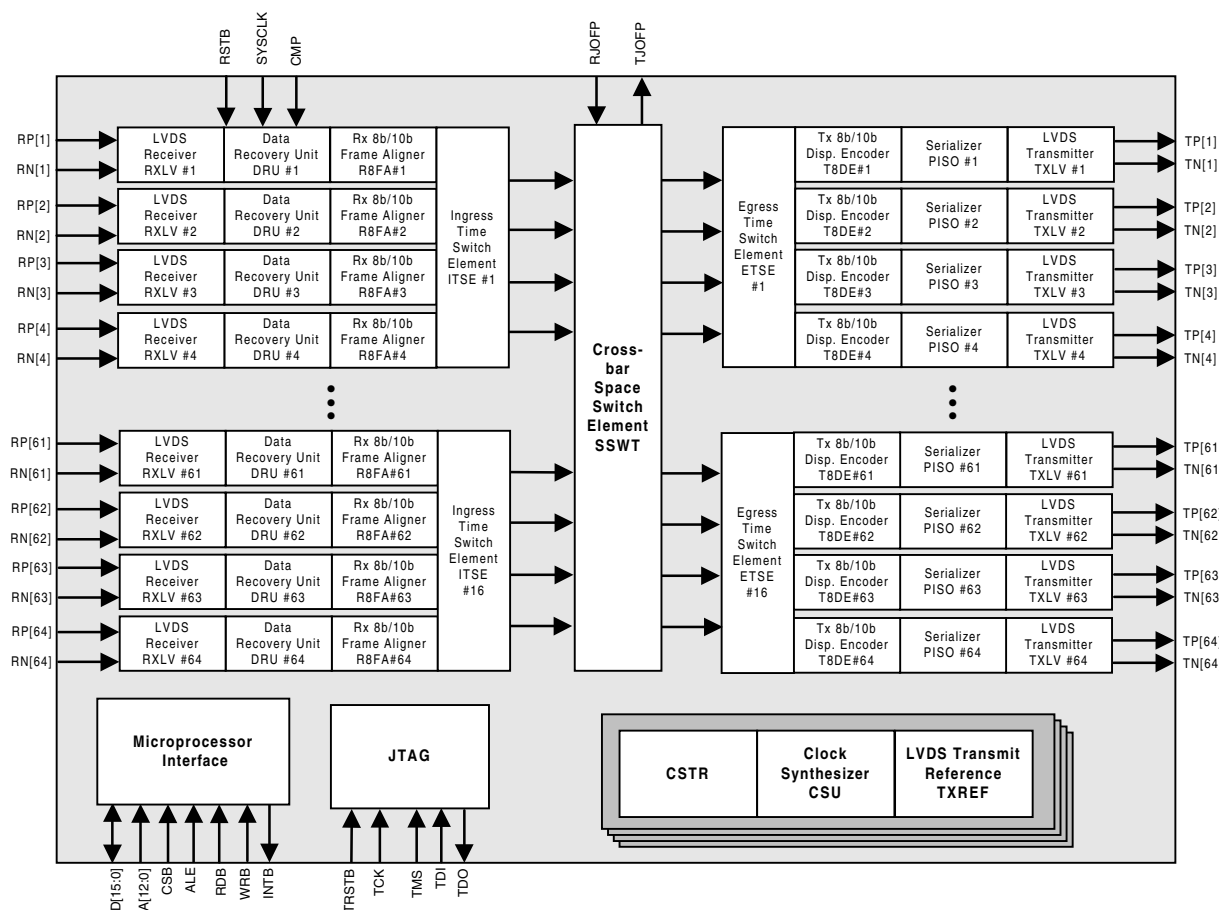 RSTB
SYSCLK
CMP
RJOFP
TJOFP
RP[1]
RN[1]
LVDS
Receiver
RXLV #1
Data
Recovery Unit
DRU #1
Rx 8b/10b
Frame Aligner
R8FA#1
RP[2]
RN[2]
LVDS
Receiver
RXLV #2
Data
Recovery Unit
DRU #2
Rx 8b/10b
Frame Aligner
R8FA#2
RP[3]
RN[3]
LVDS
Receiver
RXLV #3
Data
Recovery Unit
DRU #3
Rx 8b/10b
Frame Aligner
R8FA#3
RP[4]
RN[4]
LVDS
Receiver
RXLV #4
Data
Recovery Unit
DRU #4
Rx 8b/10b
Frame Aligner
R8FA#4
Ingress
Time
Switch
Element
ITSE #1
Cross-
bar
Space
Switch
Element
SSWT
Egress
Time
Switch
Element
ETSE
#1
Tx 8b/10b
Disp. Encoder
T8DE#1
Serializer
PISO #1
LVDS
Transmitter
TXLV #1
TP[1]
TN[1]
Tx 8b/10b
Disp. Encoder
T8DE#2
Serializer
PISO #2
LVDS
Transmitter
TXLV #2
TP[2]
TN[2]
Tx 8b/10b
Disp. Encoder
T8DE#3
Serializer
PISO #3
LVDS
Transmitter
TXLV #3
TP[3]
TN[3]
Tx 8b/10b
Disp. Encoder
T8DE#4
Serializer
PISO #4
LVDS
Transmitter
TXLV #4
TP[4]
TN[4]
RP[61]
RN[61]
LVDS
Receiver
RXLV #61
Data
Recovery Unit
DRU #61
Rx 8b/10b
Frame Aligner
R8FA#61
RP[62]
RN[62]
LVDS
Receiver
RXLV #62
Data
Recovery Unit
DRU #62
Rx 8b/10b
Frame Aligner
R8FA#62
RP[63]
RN[63]
LVDS
Receiver
RXLV #63
Data
Recovery Unit
DRU #63
Rx 8b/10b
Frame Aligner
R8FA#63
RP[64]
RN[64]
LVDS
Receiver
RXLV #64
Data
Recovery Unit
DRU #64
Rx 8b/10b
Frame Aligner
R8FA#64
Ingress
Time
Switch
Element
ITSE
#16
Egress
Time
Switch
Element
ETSE
#16
Tx 8b/10b
Disp. Encoder
T8DE#61
Serializer
PISO #61
LVDS
Transmitter
TXLV #61
TP[61
TN[61
Tx 8b/10b
Disp. Encoder
T8DE#62
Serializer
PISO #62
LVDS
Transmitter
TXLV #62
TP[62
TN[62
Tx 8b/10b
Disp. Encoder
T8DE#63
Serializer
PISO #63
LVDS
Transmitter
TXLV #63
TP[63
TN[63
Tx 8b/10b
Disp. Encoder
T8DE#64
Serializer
PISO #64
LVDS
Transmitter
TXLV #64
TP[64
TN[64
Microprocessor
Interface
JTAG
CSTR
Clock
Synthesizer
CSU
LVDS Transmit
Reference
TXREF
D[15:0]
A[12:0]
CSB
ALE
RDB
WRB
INTB
TRSTB
TCK
TMS
TDI
TDO